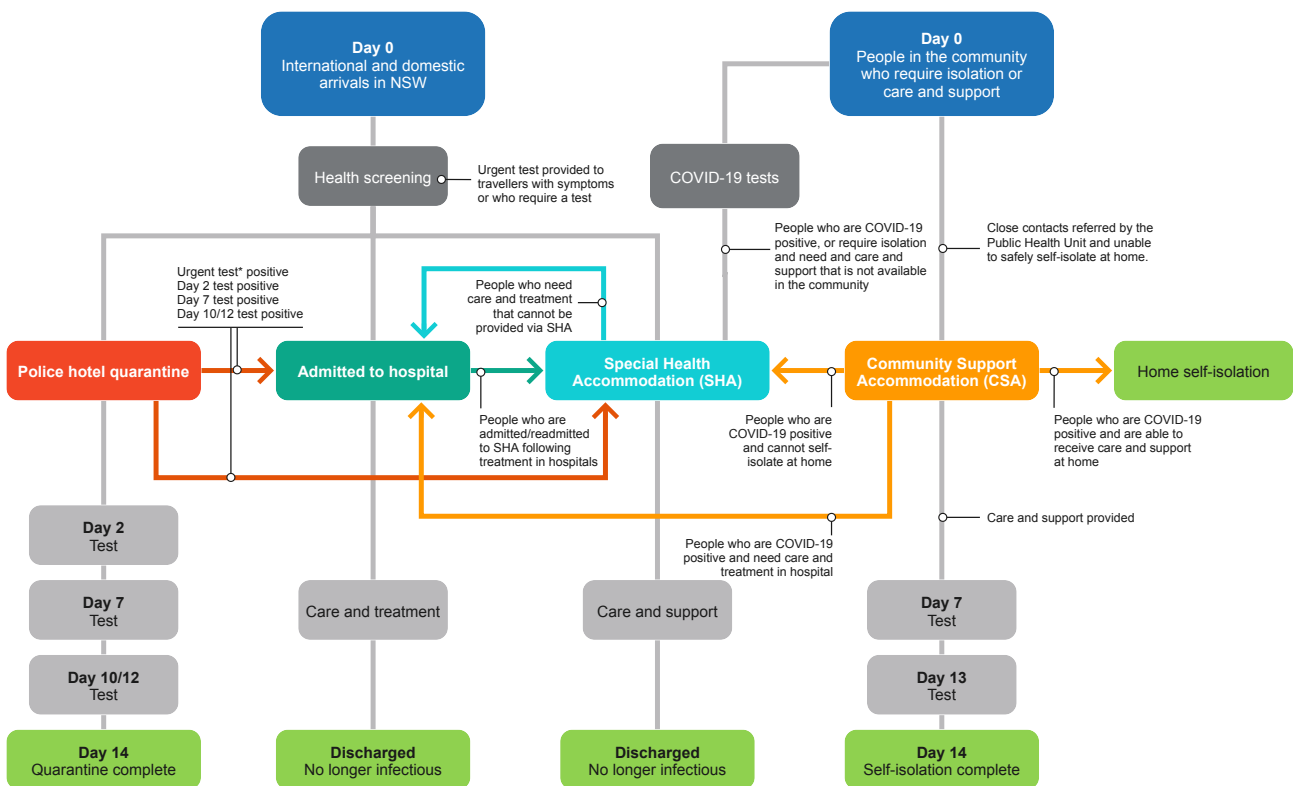 Day 0
International and domestic
arrivals in NSW
Day 0
People in the community
who require isolation or
care and support
Health screening
Urgent test provided to
travellers with symptoms
or who require a test
COVID-19 tests
People who are COVID-19
positive, or require isolation
and need and care and
support that is not available
in the community
Close contacts referred by the
Public Health Unit and unable
to safely self-isolate at home.
Urgent test* positive
Day 2 test positive
Day 7 test positive
Day 10/12 test positive
People who need
care and treatment
that cannot be
provided via SHA
Police hotel quarantine
Admitted to hospital
Special Health
Accommodation (SHA)
Community Support
Accommodation (CSA)
Home self-isolation
People who are
admitted/readmitted
to SHA following
treatment in hospitals
People who are
COVID-19 positive
and cannot self-
isolate at home
People who are COVID-19
positive and are able to
receive care and support
at home
Care and support provided
People who are COVID-19
positive and need care and
treatment in hospital
Day 2
Test
Day 7
Test
Day 10/12
Test
Care and treatment
Care and support
Day 7
Test
Day 13
Test
Day 14
Quarantine complete
Discharged
No longer infectious
Discharged
No longer infectious
Day 14
Self-isolation complete